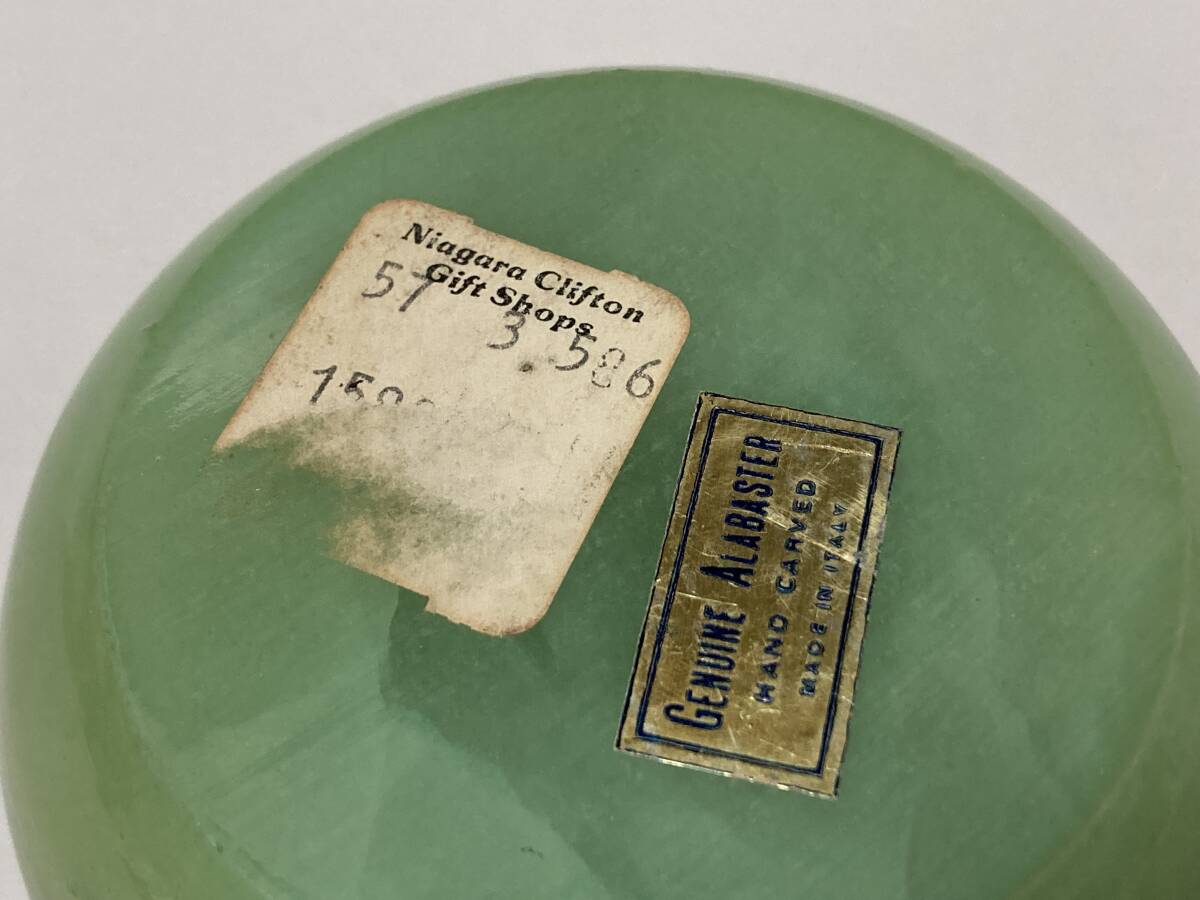 Niagara Clifton
Gift Shops
57 3 586
GENUINE ALABASTER
HAND CARVED
MADE IN ITALY